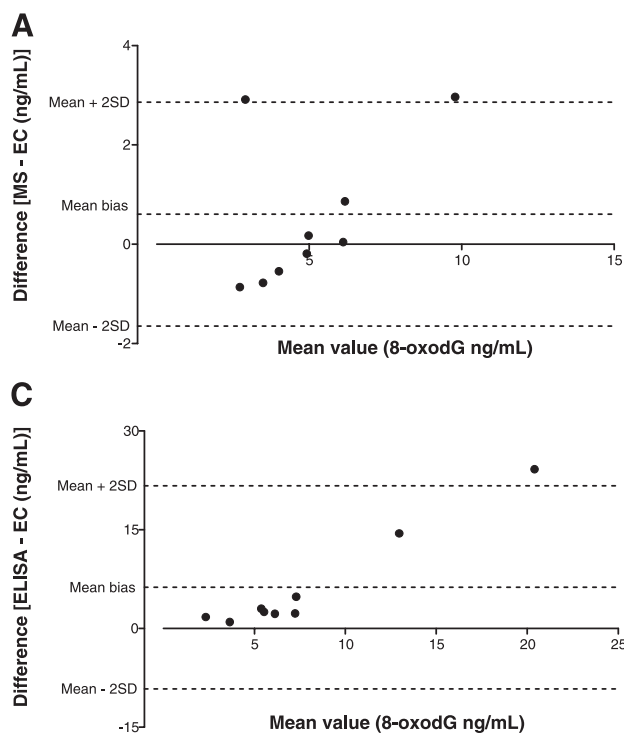 A
Difference [MS - EC (ng/mL)]
4
Mean + 2SD
2
Mean bias
0
5
10
15
Mean - 2SD
-2
Mean value (8-oxodG ng/mL)
C
Difference [ELISA - EC (ng/mL)]
30
Mean + 2SD
15
Mean bias
0
5
10
15
20
25
Mean - 2SD
-15
Mean value (8-oxodG ng/mL)